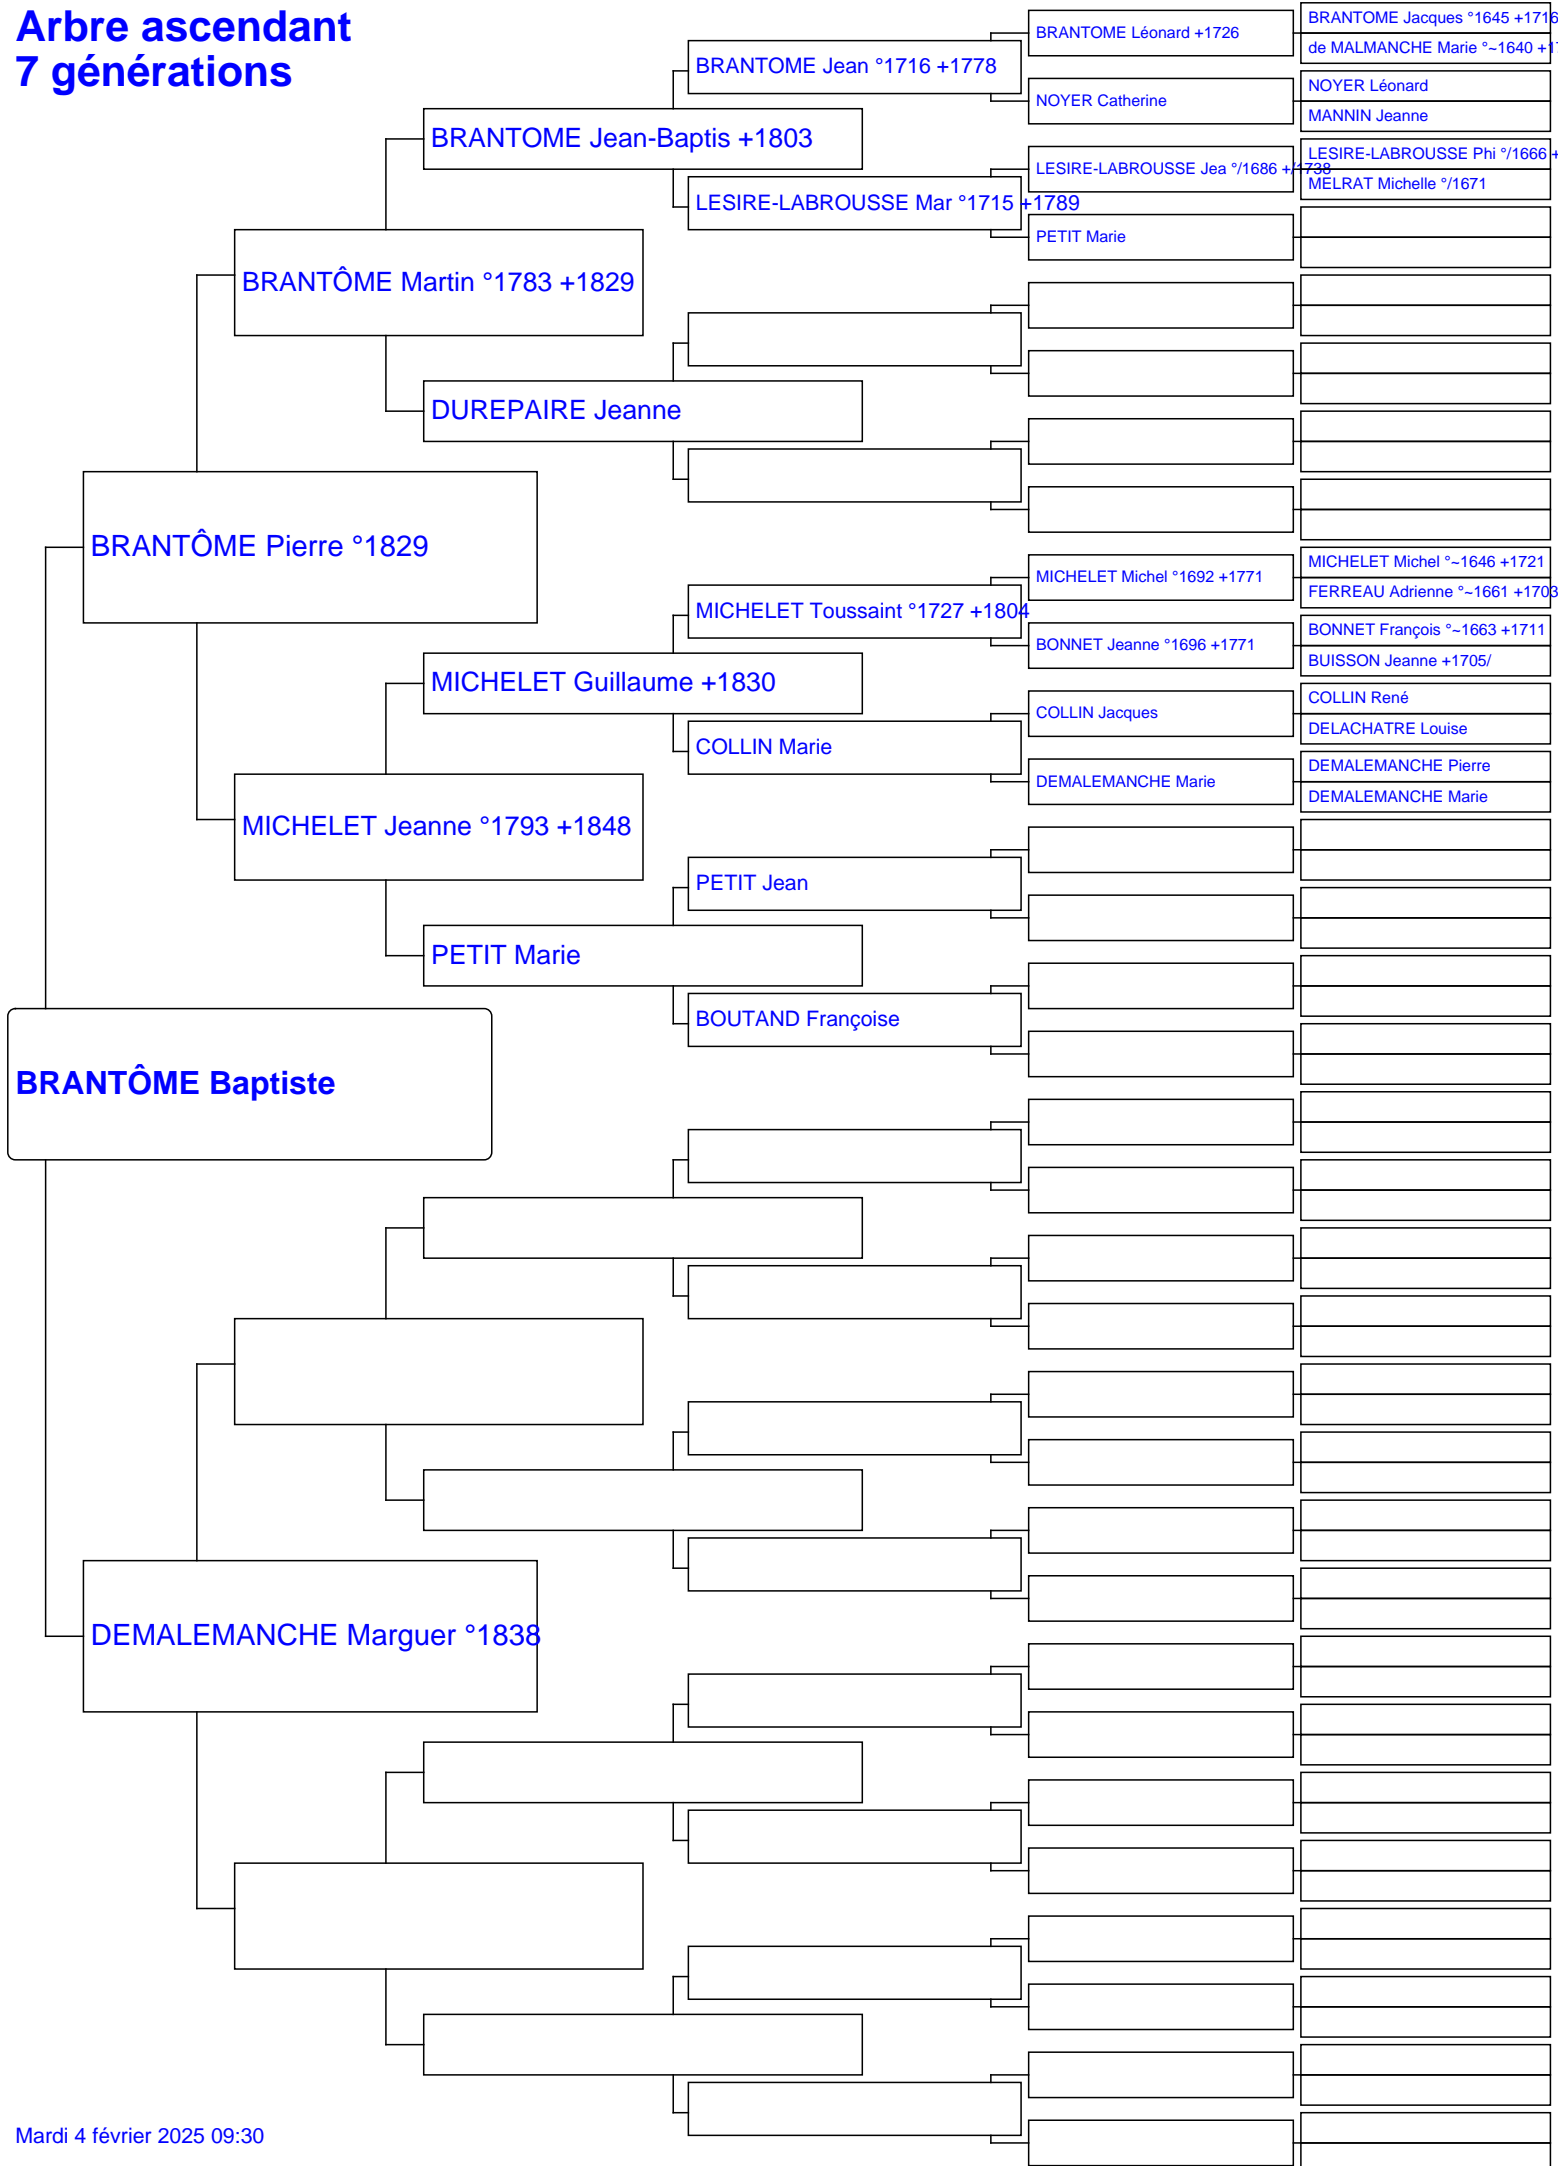 Arbre ascendant
7 générations
BRANTOME Jacques °1645 +1716
BRANTOME Léonard +1726
de MALMANCHE Marie °~1640 +17
BRANTOME Jean °1716 +1778
NOYER Léonard
NOYER Catherine
MANNIN Jeanne
BRANTOME Jean-Baptis +1803
LESIRE-LABROUSSE Phi °/1666 +
LESIRE-LABROUSSE Jea °/1686 +/1738
MELRAT Michelle °/1671
LESIRE-LABROUSSE Mar °1715 +1789
PETIT Marie
BRANTÔME Martin °1783 +1829
DUREPAIRE Jeanne
BRANTÔME Pierre °1829
MICHELET Michel °~1646 +1721
MICHELET Michel °1692 +1771
FERREAU Adrienne °~1661 +1703
MICHELET Toussaint °1727 +1804
BONNET François °~1663 +1711
BONNET Jeanne °1696 +1771
BUISSON Jeanne +1705/
MICHELET Guillaume +1830
COLLIN René
COLLIN Jacques
DELACHATRE Louise
COLLIN Marie
DEMALEMANCHE Pierre
DEMALEMANCHE Marie
DEMALEMANCHE Marie
MICHELET Jeanne °1793 +1848
PETIT Jean
PETIT Marie
BOUTAND Françoise
BRANTÔME Baptiste
DEMALEMANCHE Marguer °1838
Mardi 4 février 2025 09:30